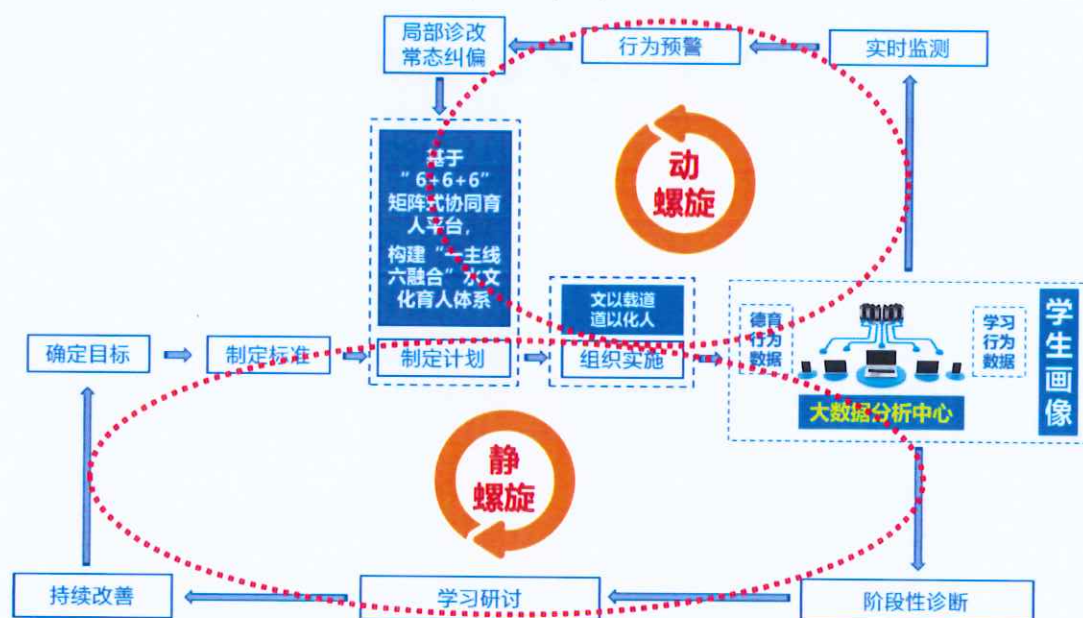 局部诊改
常态纠偏
行为预警
实时监测
基于
“6+6+6”
矩阵式协同育
人平台，
构建“一主线
六融合”水文
化育人体系
动
螺旋
文以载道
道以化人
德育
行为
数据
学习
行为
数据
学生画像
确定目标
制定标准
制定计划
组织实施
大数据分析中心
静
螺旋
持续改善
学习研讨
阶段性诊断